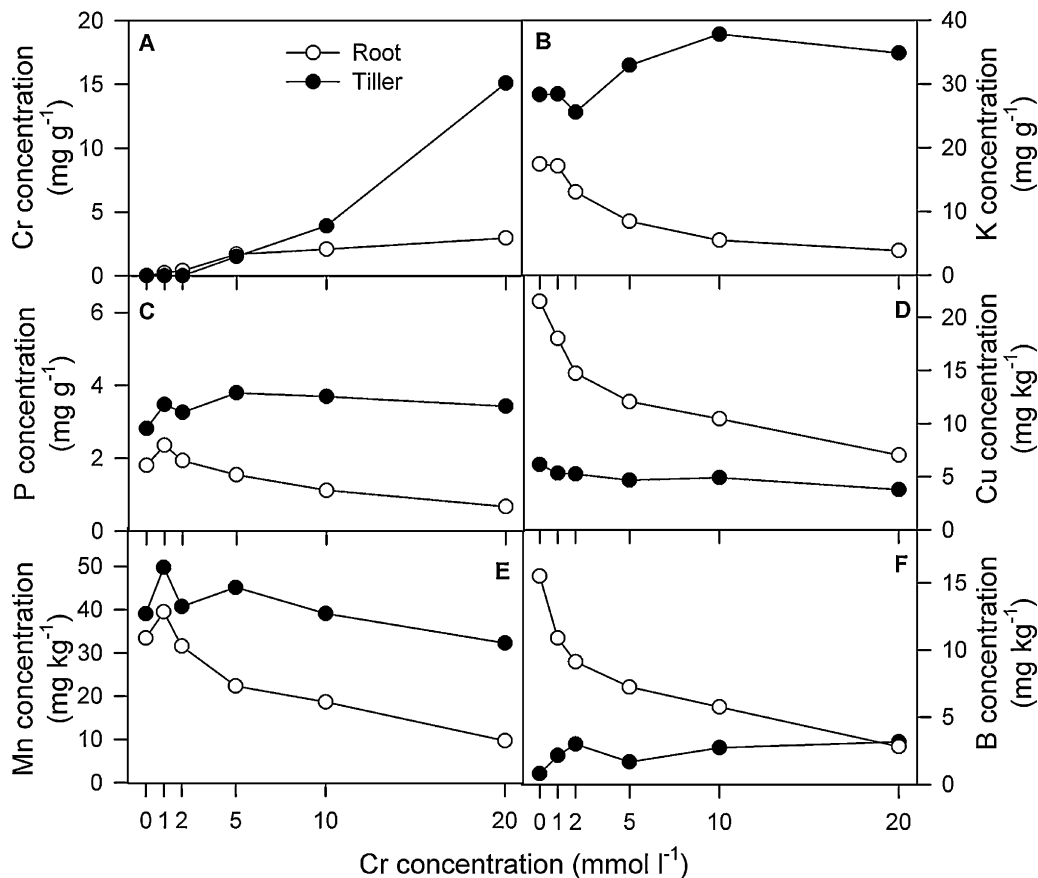 A
Root
Tiller
20
15
10
5
0
Cr concentration
(mg g⁻¹)
B
40
30
20
10
0
K concentration
(mg g⁻¹)
C
6
4
2
0
P concentration
(mg g⁻¹)
D
20
15
10
5
0
Cu concentration
(mg kg⁻¹)
E
50
40
30
20
10
0
Mn concentration
(mg kg⁻¹)
F
15
10
5
0
B concentration
(mg kg⁻¹)
0 1 2 5 10 20
0 1 2 5 10 20
Cr concentration (mmol l⁻¹)